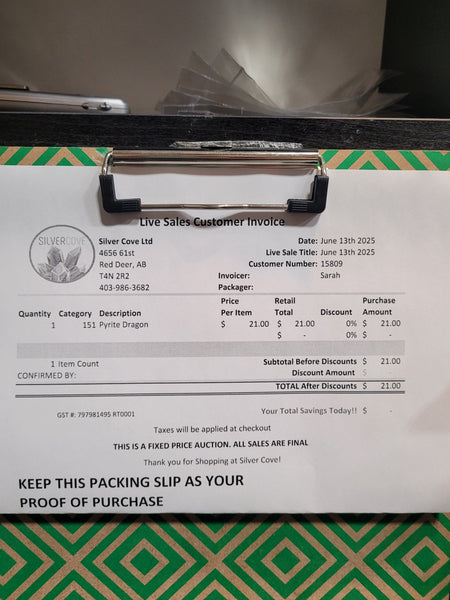 Live Sales Customer Invoice
SILVERCOVE
Silver Cove Ltd
4656 61st
Red Deer, AB
T4N 2R2
403-986-3682
Date: June 13th 2025
Live Sale Title: June 13th 2025
Customer Number: 15809
Invoicer: Sarah
Packager:
Quantity Category Description Price Per Item Retail Total Discount Purchase Amount
1 151 Pyrite Dragon $ 21.00 $ 21.00 0% $ 21.00
$ - 0% $ -
1 Item Count Subtotal Before Discounts $ 21.00
CONFIRMED BY: Discount Amount $ -
TOTAL After Discounts $ 21.00
GST #: 797981495 RT0001 Your Total Savings Today!! $ -
Taxes will be applied at checkout
THIS IS A FIXED PRICE AUCTION. ALL SALES ARE FINAL
Thank you for Shopping at Silver Cove!
KEEP THIS PACKING SLIP AS YOUR
PROOF OF PURCHASE